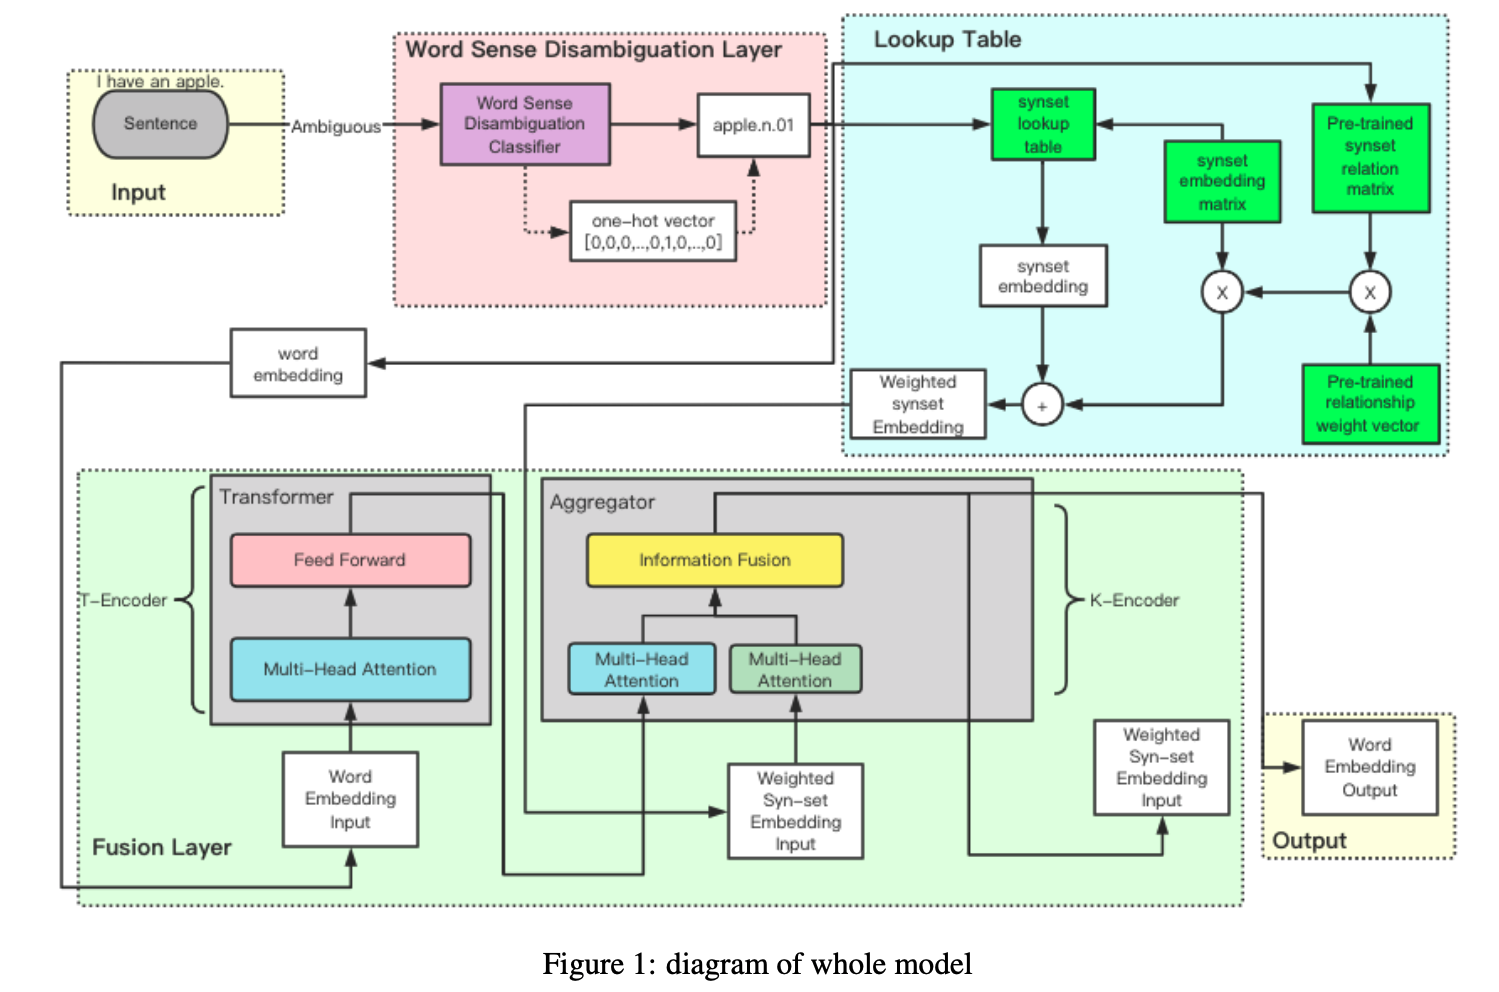 I have an apple.
Sentence
Input
Ambiguous
Word Sense Disambiguation Layer
Word Sense
Disambiguation
Classifier
apple.n.01
one-hot vector
[0,0,0,..,0,1,0,..,0]
Lookup Table
synset
lookup
table
synset
embedding
matrix
Pre-trained
synset
relation
matrix
synset
embedding
X
X
Pre-trained
relationship
weight vector
+
Weighted
synset
Embedding
word
embedding
Transformer
Feed Forward
T-Encoder
Multi-Head Attention
Word
Embedding
Input
Fusion Layer
Aggregator
Information Fusion
Multi-Head
Attention
Multi-Head
Attention
K-Encoder
Weighted
Syn-set
Embedding
Input
Weighted
Syn-set
Embedding
Input
Word
Embedding
Output
Output
Figure 1: diagram of whole model